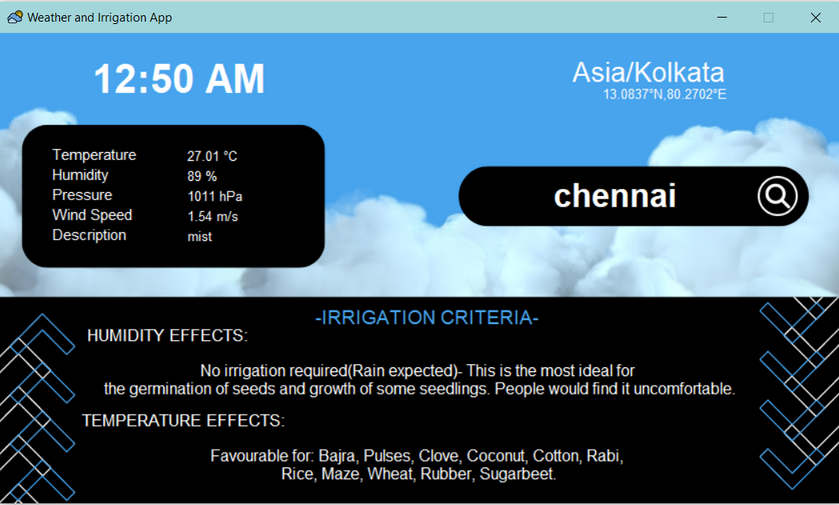 Weather and Irrigation App
12:50 AM
Asia/Kolkata
13.0837°N,80.2702°E
Temperature 27.01 °C
Humidity 89 %
Pressure 1011 hPa
Wind Speed 1.54 m/s
Description mist
chennai
-IRRIGATION CRITERIA-
HUMIDITY EFFECTS:
No irrigation required(Rain expected)- This is the most ideal for
the germination of seeds and growth of some seedlings. People would find it uncomfortable.
TEMPERATURE EFFECTS:
Favourable for: Bajra, Pulses, Clove, Coconut, Cotton, Rabi,
Rice, Maze, Wheat, Rubber, Sugarbeet.